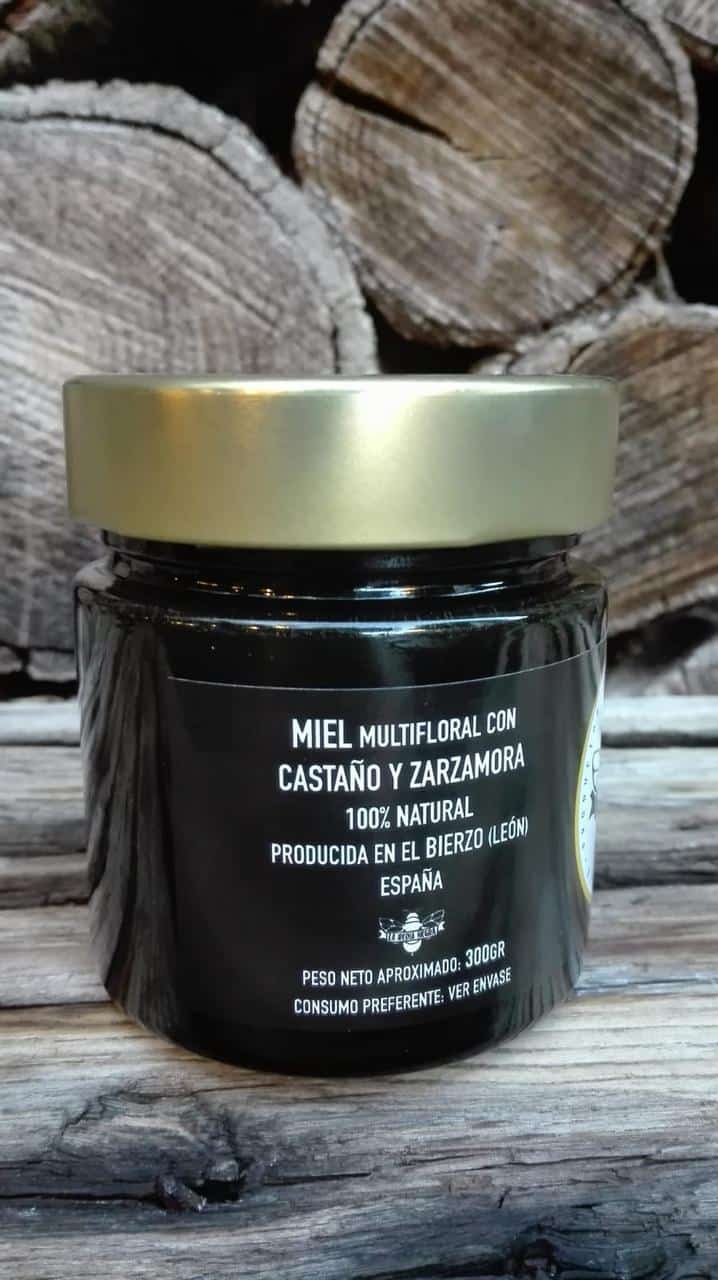 MIEL MULTIFLORAL CON
CASTAÑO Y ZARZAMORA
100% NATURAL
PRODUCIDA EN EL BIERZO (LEÓN)
ESPAÑA
PESO NETO APROXIMADO: 300GR
CONSUMO PREFERENTE: VER ENVASE